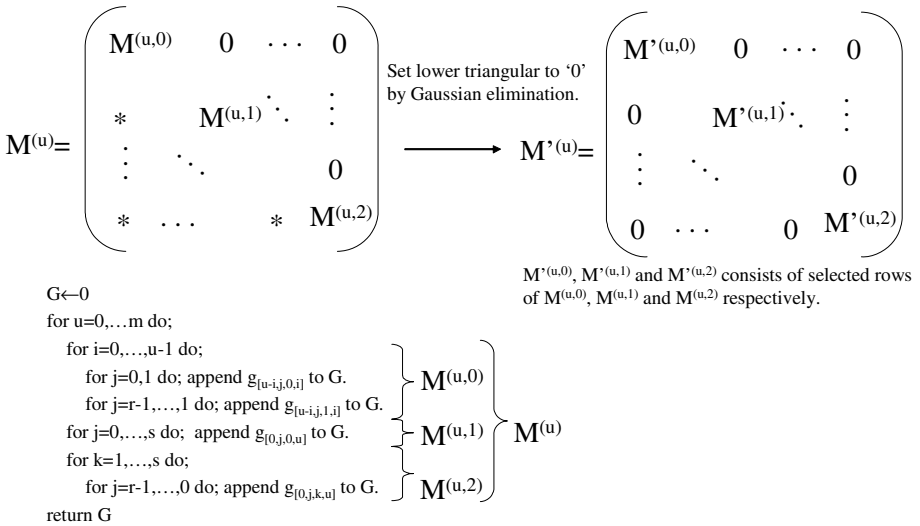 M^(u)= M^(u,0) 0 ··· 0
* M^(u,1) ⋱ ⋮
⋮ ⋱ 0
* ··· * M^(u,2)
Set lower triangular to ‘0’
by Gaussian elimination.
M’^(u)= M’^(u,0) 0 ··· 0
0 M’^(u,1) ⋱ ⋮
⋮ ⋱ 0
0 ··· 0 M’^(u,2)
M’^(u,0), M’^(u,1) and M’^(u,2) consists of selected rows
of M^(u,0), M^(u,1) and M^(u,2) respectively.
G←0
for u=0,…m do;
for i=0,…,u-1 do;
for j=0,1 do; append g_[u-i,j,0,i] to G.
for j=r-1,…,1 do; append g_[u-i,j,1,i] to G.
for j=0,…,s do; append g_[0,j,0,u] to G.
for k=1,…,s do;
for j=r-1,…,0 do; append g_[0,j,k,u] to G.
return G
M^(u,0)
M^(u,1)
M^(u,2)
M^(u)